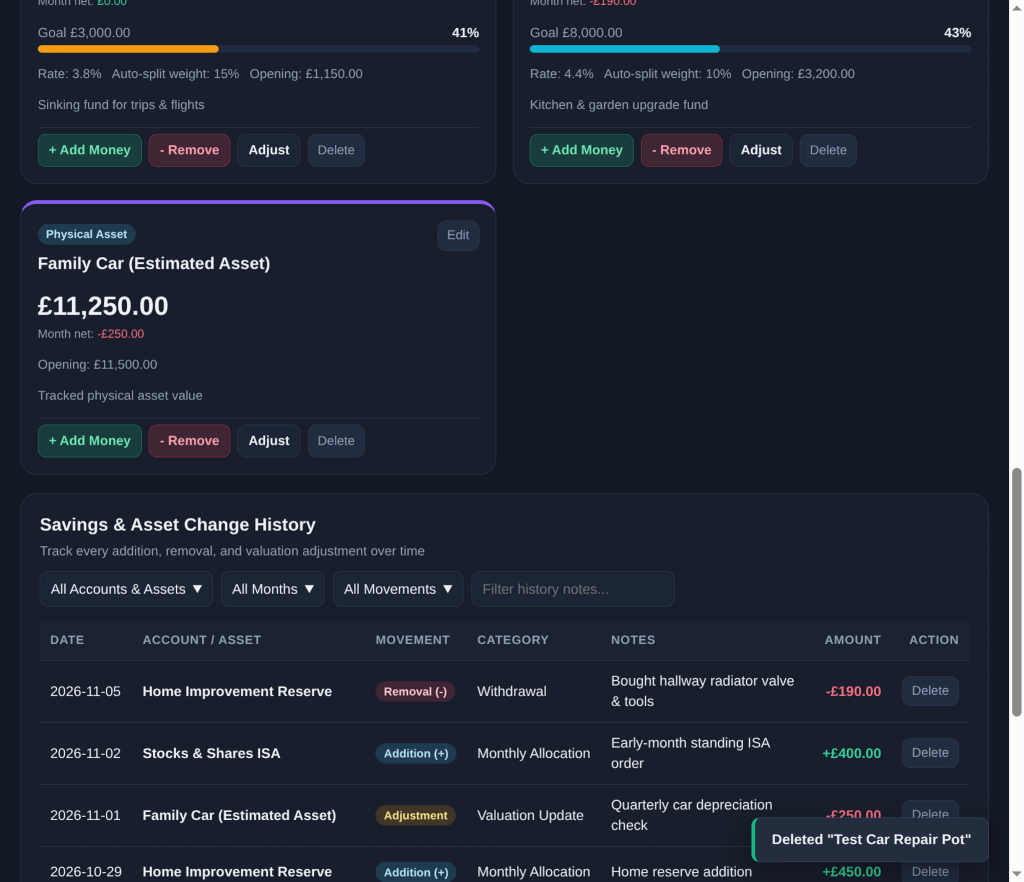 Month net: £0.00
Month net: -£190.00
Goal £3,000.00 41%
Goal £8,000.00 43%
Rate: 3.8% Auto-split weight: 15% Opening: £1,150.00
Rate: 4.4% Auto-split weight: 10% Opening: £3,200.00
Sinking fund for trips & flights
Kitchen & garden upgrade fund
+ Add Money - Remove Adjust Delete
+ Add Money - Remove Adjust Delete
Physical Asset
Edit
Family Car (Estimated Asset)
£11,250.00
Month net: -£250.00
Opening: £11,500.00
Tracked physical asset value
+ Add Money - Remove Adjust Delete
Savings & Asset Change History
Track every addition, removal, and valuation adjustment over time
All Accounts & Assets ▼ All Months ▼ All Movements ▼ Filter history notes...
DATE ACCOUNT / ASSET MOVEMENT CATEGORY NOTES AMOUNT ACTION
2026-11-05 Home Improvement Reserve Removal (-) Withdrawal Bought hallway radiator valve
& tools -£190.00 Delete
2026-11-02 Stocks & Shares ISA Addition (+) Monthly Allocation Early-month standing ISA
order +£400.00 Delete
2026-11-01 Family Car (Estimated Asset) Adjustment Valuation Update Quarterly car depreciation
check -£250.00 Delete
Deleted "Test Car Repair Pot"
2026-10-29 Home Improvement Reserve Addition (+) Monthly Allocation Home reserve addition +£450.00 Delete